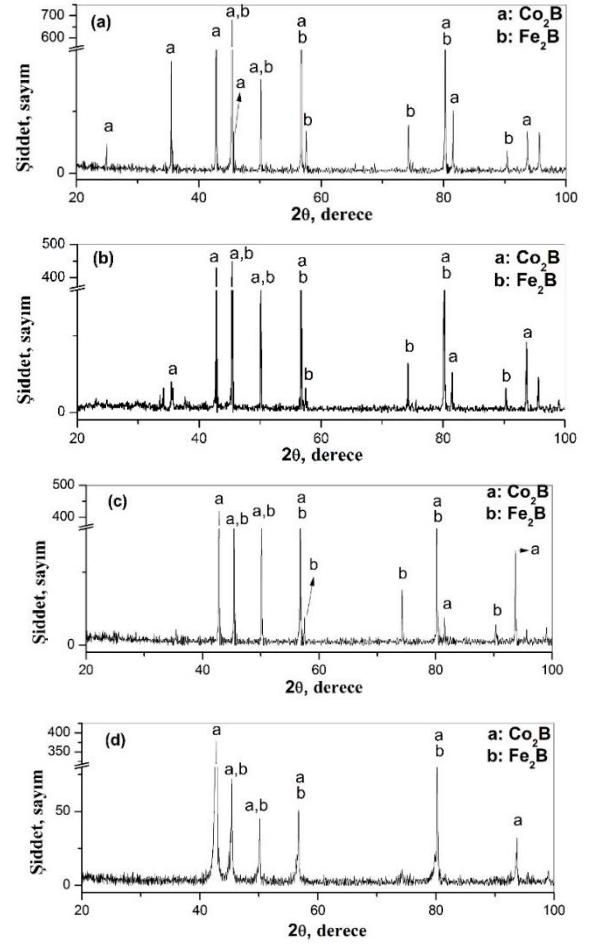 (a)
a: Co₂B
b: Fe₂B
Şiddet, sayım
750
700
650
600
0
a
a
a
a,b
a
a,b
a
b
b
b
a
b
a
b
a
20
40
60
80
100
2θ, derece
(b)
a: Co₂B
b: Fe₂B
Şiddet, sayım
500
400
0
a
a
a,b
a,b
a
b
b
b
a
b
a
b
a
20
40
60
80
100
2θ, derece
(c)
a: Co₂B
b: Fe₂B
Şiddet, sayım
500
400
0
a
a,b
a,b
a
b
b
b
a
b
a
b
a
20
40
60
80
100
2θ, derece
(d)
a: Co₂B
b: Fe₂B
Şiddet, sayım
400
375
350
50
0
a
a,b
a,b
a
b
a
b
a
20
40
60
80
100
2θ, derece